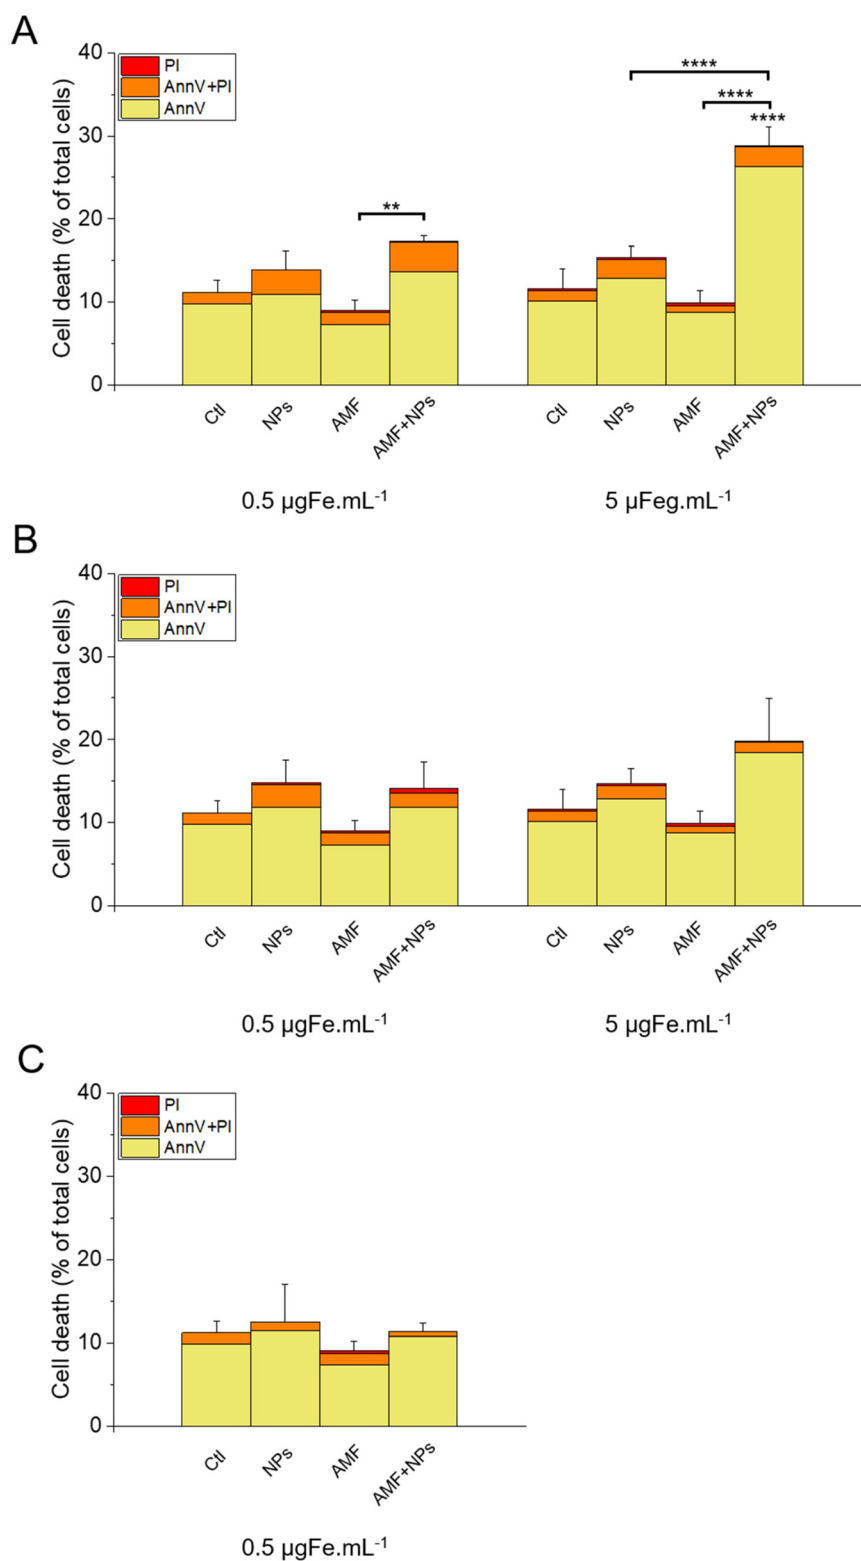 A
PI
AnnV+PI
AnnV
Cell death (% of total cells)
40
30
20
10
0
**
****
****
****
Ctl
NPs
AMF
AMF+NPs
Ctl
NPs
AMF
AMF+NPs
0.5 µgFe.mL⁻¹
5 µFeg.mL⁻¹
B
PI
AnnV+PI
AnnV
Cell death (% of total cells)
40
30
20
10
0
Ctl
NPs
AMF
AMF+NPs
Ctl
NPs
AMF
AMF+NPs
0.5 µgFe.mL⁻¹
5 µgFe.mL⁻¹
C
PI
AnnV+PI
AnnV
Cell death (% of total cells)
40
30
20
10
0
Ctl
NPs
AMF
AMF+NPs
0.5 µgFe.mL⁻¹